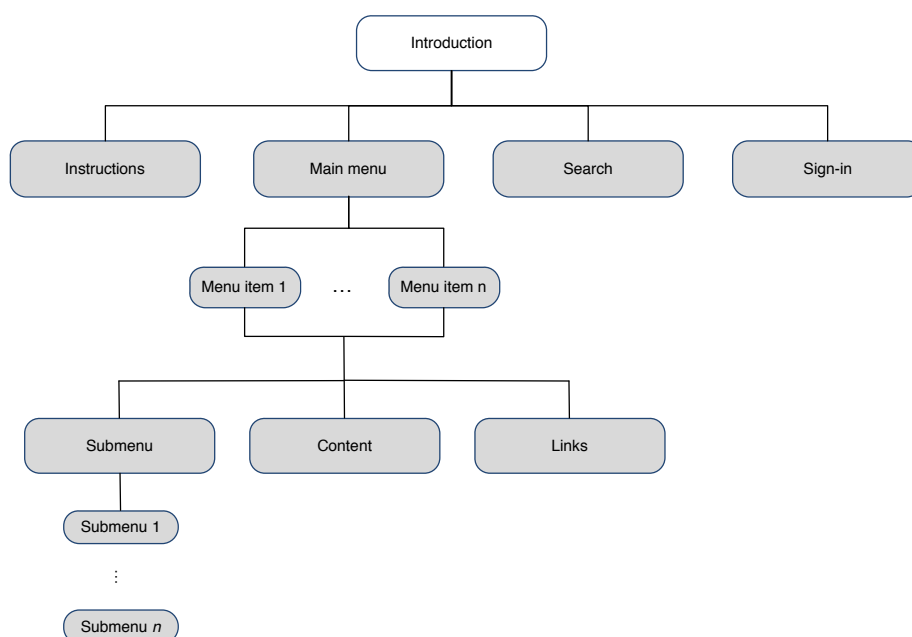 Introduction
Instructions
Main menu
Search
Sign-in
Menu item 1
...
Menu item n
Submenu
Content
Links
Submenu 1
⋮
Submenu n